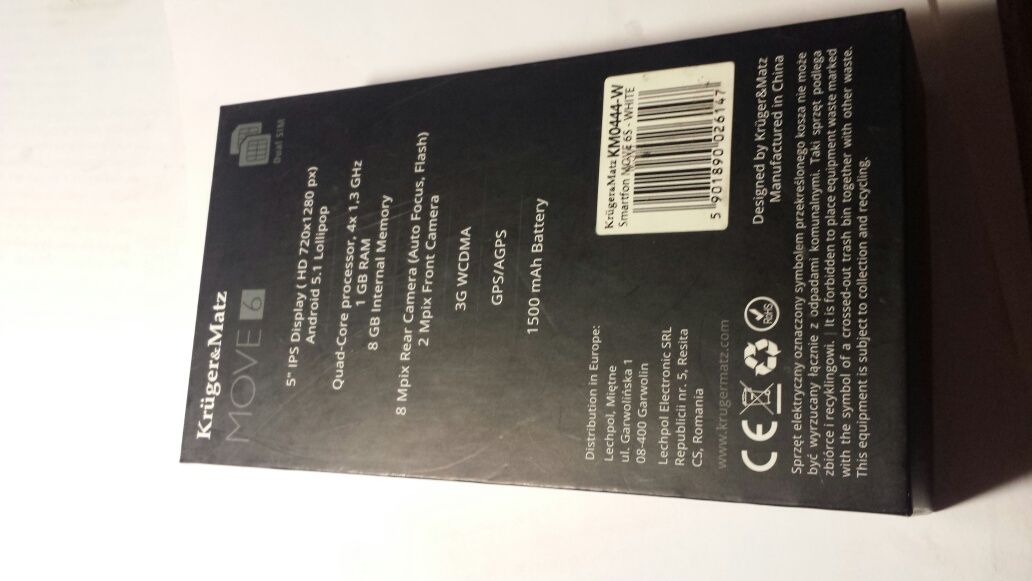 Krüger&Matz
MOVE 6
Dual SIM
5" IPS Display ( HD 720x1280 px)
Android 5.1 Lollipop
Quad-Core processor, 4x 1,3 GHz
1 GB RAM
8 GB Internal Memory
8 Mpix Rear Camera (Auto Focus, Flash)
2 Mpix Front Camera
3G WCDMA
GPS/AGPS
1500 mAh Battery
Distribution in Europe:
Lechpol, Miętne
ul. Garwolińska 1
08-400 Garwolin
Lechpol Electronic SRL
Republicii nr. 5, Resita
CS, Romania
www.krugermatz.com
Krüger&Matz KM0444-W
Smartfon MOVE 6S - WHITE
5 901890 026147
Designed by Krüger&Matz
Manufactured in China
CE
RoHS
Sprzęt elektryczny oznaczony symbolem przekreślonego kosza nie może
być wyrzucany łącznie z odpadami komunalnymi. Taki sprzęt podlega
zbiórce i recyklingowi. | It is forbidden to place equipment waste marked
with the symbol of a crossed-out trash bin together with other waste.
This equipment is subject to collection and recycling.